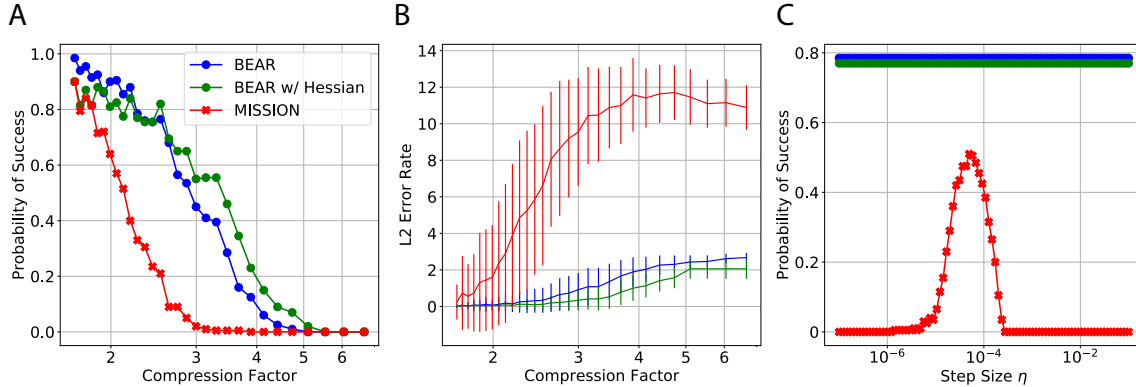 A
B
C
1.0
0.8
0.6
0.4
0.2
0.0
Probability of Success
BEAR
BEAR w/ Hessian
MISSION
2
3
4
5
6
Compression Factor
14
12
10
8
6
4
2
0
L2 Error Rate
2
3
4
5
6
Compression Factor
0.8
0.6
0.4
0.2
0.0
Probability of Success
10⁻⁶
10⁻⁴
10⁻²
Step Size η